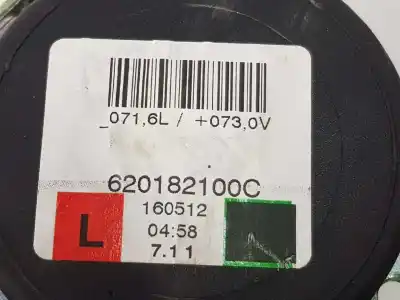 _071,6L / +073,0V
620182100C
160512
L
04:58
7.11